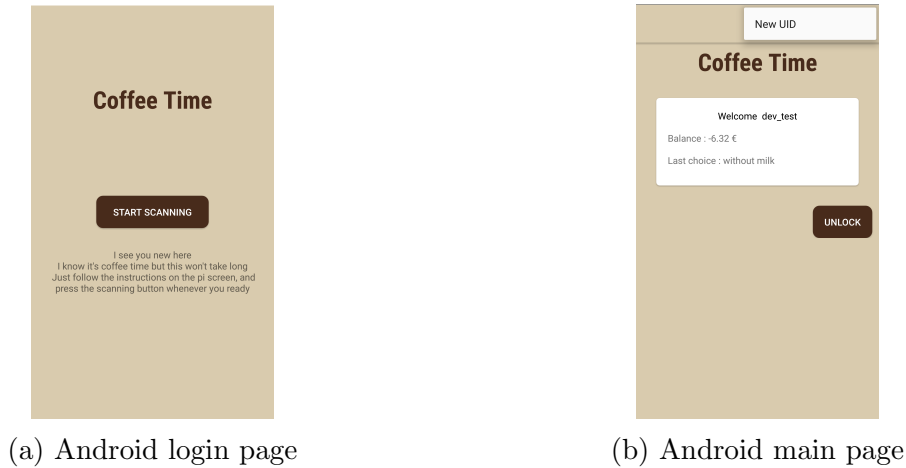 Coffee Time
START SCANNING
I see you new here
I know it's coffee time but this won't take long
Just follow the instructions on the pi screen, and
press the scanning button whenever you ready
(a) Android login page
New UID
Coffee Time
Welcome dev_test
Balance : -6.32 €
Last choice : without milk
UNLOCK
(b) Android main page